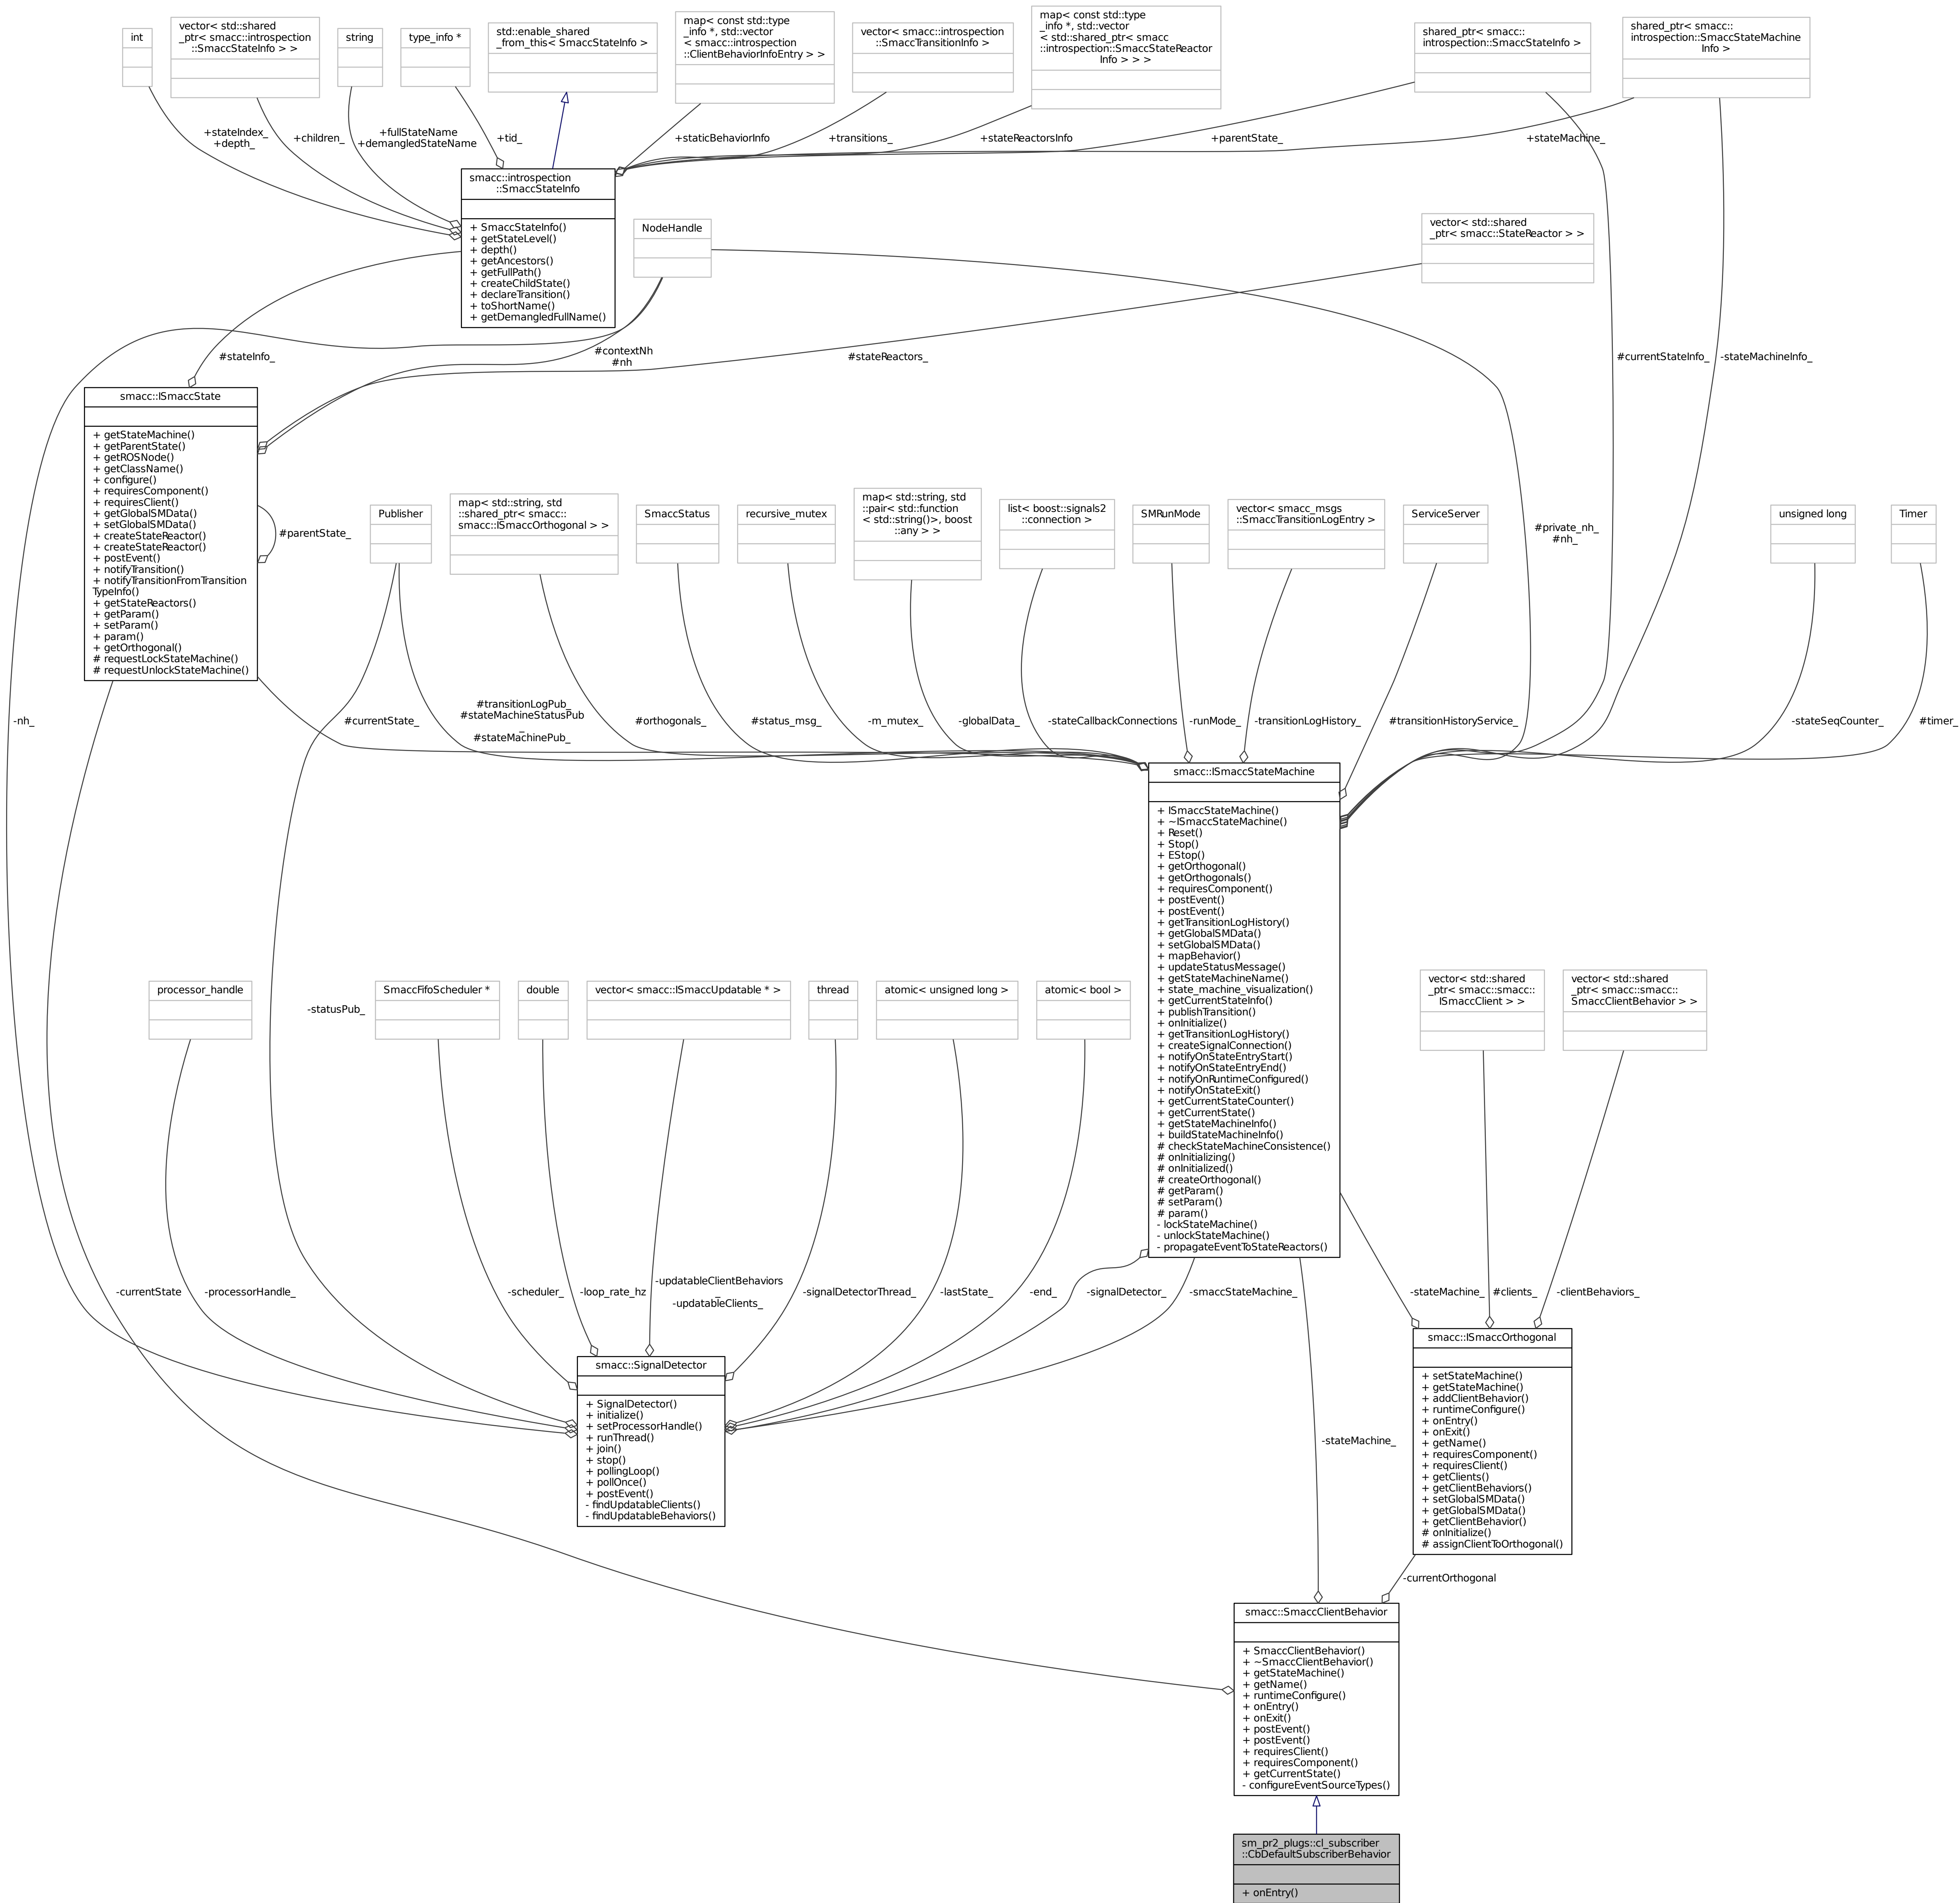 int
vector< std::shared
_ptr< smacc::introspection
::SmaccStateInfo > >
string
type_info *
std::enable_shared
_from_this< SmaccStateInfo >
map< const std::type
_info *, std::vector
< smacc::introspection
::ClientBehaviorInfoEntry > >
vector< smacc::introspection
::SmaccTransitionInfo >
map< const std::type
_info *, std::vector
< std::shared_ptr< smacc
::introspection::SmaccStateReactor
Info > > >
shared_ptr< smacc::
introspection::SmaccStateInfo >
shared_ptr< smacc::
introspection::SmaccStateMachine
Info >
+stateIndex_
+depth_
+children_
+fullStateName
+demangledStateName
+tid_
+staticBehaviorInfo
+transitions_
+stateReactorsInfo
+parentState_
+stateMachine_
smacc::introspection
::SmaccStateInfo
+ SmaccStateInfo()
+ getStateLevel()
+ depth()
+ getAncestors()
+ getFullPath()
+ createChildState()
+ declareTransition()
+ toShortName()
+ getDemangledFullName()
NodeHandle
vector< std::shared
_ptr< smacc::StateReactor > >
#stateInfo_
#contextNh
#nh
#stateReactors_
#currentStateInfo_
-stateMachineInfo_
smacc::ISmaccState
+ getStateMachine()
+ getParentState()
+ getROSNode()
+ getClassName()
+ configure()
+ requiresComponent()
+ requiresClient()
+ getGlobalSMData()
+ setGlobalSMData()
+ createStateReactor()
+ createStateReactor()
+ postEvent()
+ notifyTransition()
+ notifyTransitionFromTransition
TypeInfo()
+ getStateReactors()
+ getParam()
+ setParam()
+ param()
+ getOrthogonal()
# requestLockStateMachine()
# requestUnlockStateMachine()
#parentState_
Publisher
map< std::string, std
::shared_ptr< smacc::
smacc::ISmaccOrthogonal > >
SmaccStatus
recursive_mutex
map< std::string, std
::pair< std::function
< std::string()>, boost
::any > >
list< boost::signals2
::connection >
SMRunMode
vector< smacc_msgs
::SmaccTransitionLogEntry >
ServiceServer
#private_nh_
#nh_
unsigned long
Timer
-nh_
#currentState_
#transitionLogPub_
#stateMachineStatusPub
_
#stateMachinePub_
#orthogonals_
#status_msg_
-m_mutex_
-globalData_
-stateCallbackConnections
-runMode_
-transitionLogHistory_
#transitionHistoryService_
-stateSeqCounter_
#timer_
smacc::ISmaccStateMachine
+ ISmaccStateMachine()
+ ~ISmaccStateMachine()
+ Reset()
+ Stop()
+ EStop()
+ getOrthogonal()
+ getOrthogonals()
+ requiresComponent()
+ postEvent()
+ postEvent()
+ getTransitionLogHistory()
+ getGlobalSMData()
+ setGlobalSMData()
+ mapBehavior()
+ updateStatusMessage()
+ getStateMachineName()
+ state_machine_visualization()
+ getCurrentStateInfo()
+ publishTransition()
+ onInitialize()
+ getTransitionLogHistory()
+ createSignalConnection()
+ notifyOnStateEntryStart()
+ notifyOnStateEntryEnd()
+ notifyOnRuntimeConfigured()
+ notifyOnStateExit()
+ getCurrentStateCounter()
+ getCurrentState()
+ getStateMachineInfo()
+ buildStateMachineInfo()
# checkStateMachineConsistence()
# onInitializing()
# onInitialized()
# createOrthogonal()
# getParam()
# setParam()
# param()
- lockStateMachine()
- unlockStateMachine()
- propagateEventToStateReactors()
processor_handle
-statusPub_
SmaccFifoScheduler *
double
vector< smacc::ISmaccUpdatable * >
thread
atomic< unsigned long >
atomic< bool >
vector< std::shared
_ptr< smacc::smacc::
ISmaccClient > >
vector< std::shared
_ptr< smacc::smacc::
SmaccClientBehavior > >
-currentState
-processorHandle_
-scheduler_
-loop_rate_hz
-updatableClientBehaviors
_
-updatableClients_
-signalDetectorThread_
-lastState_
-end_
-signalDetector_
-smaccStateMachine_
-stateMachine_
#clients_
-clientBehaviors_
smacc::SignalDetector
+ SignalDetector()
+ initialize()
+ setProcessorHandle()
+ runThread()
+ join()
+ stop()
+ pollingLoop()
+ pollOnce()
+ postEvent()
- findUpdatableClients()
- findUpdatableBehaviors()
-stateMachine_
smacc::ISmaccOrthogonal
+ setStateMachine()
+ getStateMachine()
+ addClientBehavior()
+ runtimeConfigure()
+ onEntry()
+ onExit()
+ getName()
+ requiresComponent()
+ requiresClient()
+ getClients()
+ getClientBehaviors()
+ setGlobalSMData()
+ getGlobalSMData()
+ getClientBehavior()
# onInitialize()
# assignClientToOrthogonal()
-currentOrthogonal
smacc::SmaccClientBehavior
+ SmaccClientBehavior()
+ ~SmaccClientBehavior()
+ getStateMachine()
+ getName()
+ runtimeConfigure()
+ onEntry()
+ onExit()
+ postEvent()
+ postEvent()
+ requiresClient()
+ requiresComponent()
+ getCurrentState()
- configureEventSourceTypes()
sm_pr2_plugs::cl_subscriber
::CbDefaultSubscriberBehavior
+ onEntry()